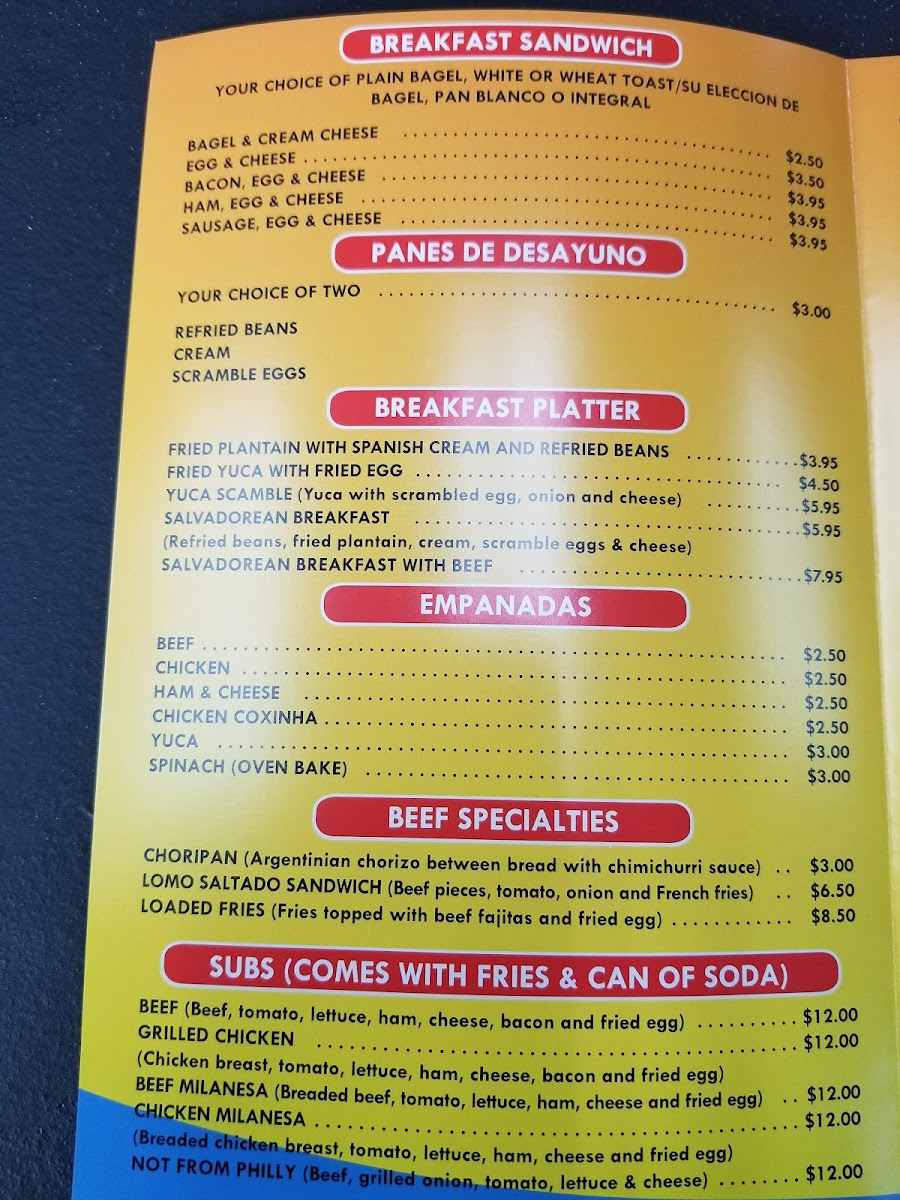 BREAKFAST SANDWICH
YOUR CHOICE OF PLAIN BAGEL, WHITE OR WHEAT TOAST/SU ELECCION DE
BAGEL, PAN BLANCO O INTEGRAL
BAGEL & CREAM CHEESE ........ $2.50
EGG & CHEESE ........ $3.50
BACON, EGG & CHEESE ........ $3.95
HAM, EGG & CHEESE ........ $3.95
SAUSAGE, EGG & CHEESE ........ $3.95
PANES DE DESAYUNO
YOUR CHOICE OF TWO ........ $3.00
REFRIED BEANS
CREAM
SCRAMBLE EGGS
BREAKFAST PLATTER
FRIED PLANTAIN WITH SPANISH CREAM AND REFRIED BEANS ........ $3.95
FRIED YUCA WITH FRIED EGG ........ $4.50
YUCA SCAMBLE (Yuca with scrambled egg, onion and cheese) ........ $5.95
SALVADOREAN BREAKFAST ........ $5.95
(Refried beans, fried plantain, cream, scramble eggs & cheese)
SALVADOREAN BREAKFAST WITH BEEF ........ $7.95
EMPANADAS
BEEF ........ $2.50
CHICKEN ........ $2.50
HAM & CHEESE ........ $2.50
CHICKEN COXINHA ........ $2.50
YUCA ........ $3.00
SPINACH (OVEN BAKE) ........ $3.00
BEEF SPECIALTIES
CHORIPAN (Argentinian chorizo between bread with chimichurri sauce) .. $3.00
LOMO SALTADO SANDWICH (Beef pieces, tomato, onion and French fries) .. $6.50
LOADED FRIES (Fries topped with beef fajitas and fried egg) ........ $8.50
SUBS (COMES WITH FRIES & CAN OF SODA)
BEEF (Beef, tomato, lettuce, ham, cheese, bacon and fried egg) ........ $12.00
GRILLED CHICKEN ........ $12.00
(Chicken breast, tomato, lettuce, ham, cheese, bacon and fried egg)
BEEF MILANESA (Breaded beef, tomato, lettuce, ham, cheese and fried egg) .. $12.00
CHICKEN MILANESA ........ $12.00
(Breaded chicken breast, tomato, lettuce, ham, cheese and fried egg)
NOT FROM PHILLY (Beef, grilled onion, tomato, lettuce & cheese) ........ $12.00